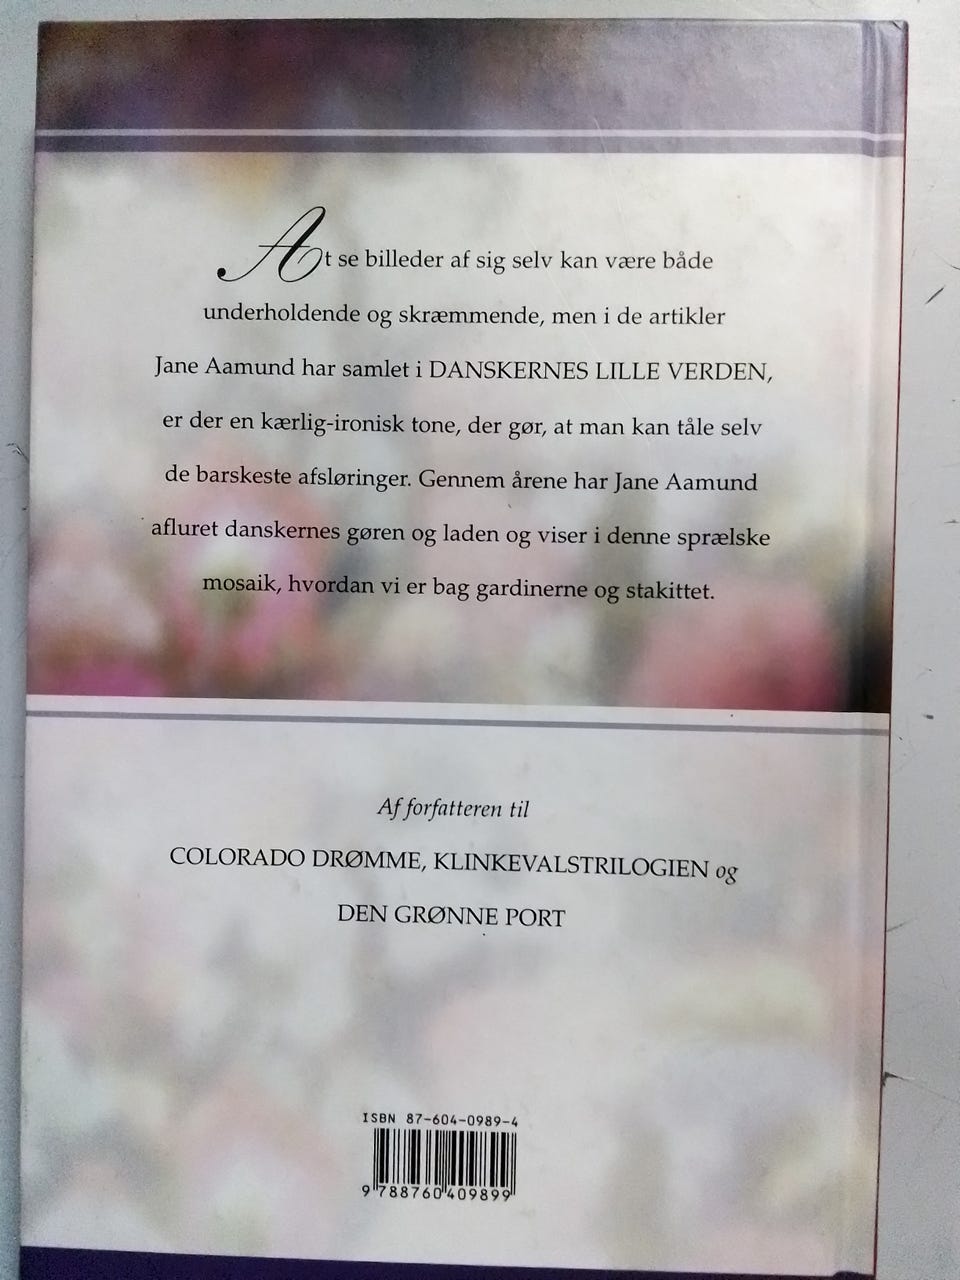 At se billeder af sig selv kan være både
underholdende og skræmmende, men i de artikler
Jane Aamund har samlet i DANSKERNES LILLE VERDEN,
er der en kærlig-ironisk tone, der gør, at man kan tåle selv
de barskeste afsløringer. Gennem årene har Jane Aamund
afluret danskernes gøren og laden og viser i denne sprælske
mosaik, hvordan vi er bag gardinerne og stakittet.
Af forfatteren til
COLORADO DRØMME, KLINKEVALSTRILOGIEN og
DEN GRØNNE PORT
ISBN 87-604-0989-4
9 788760 409899